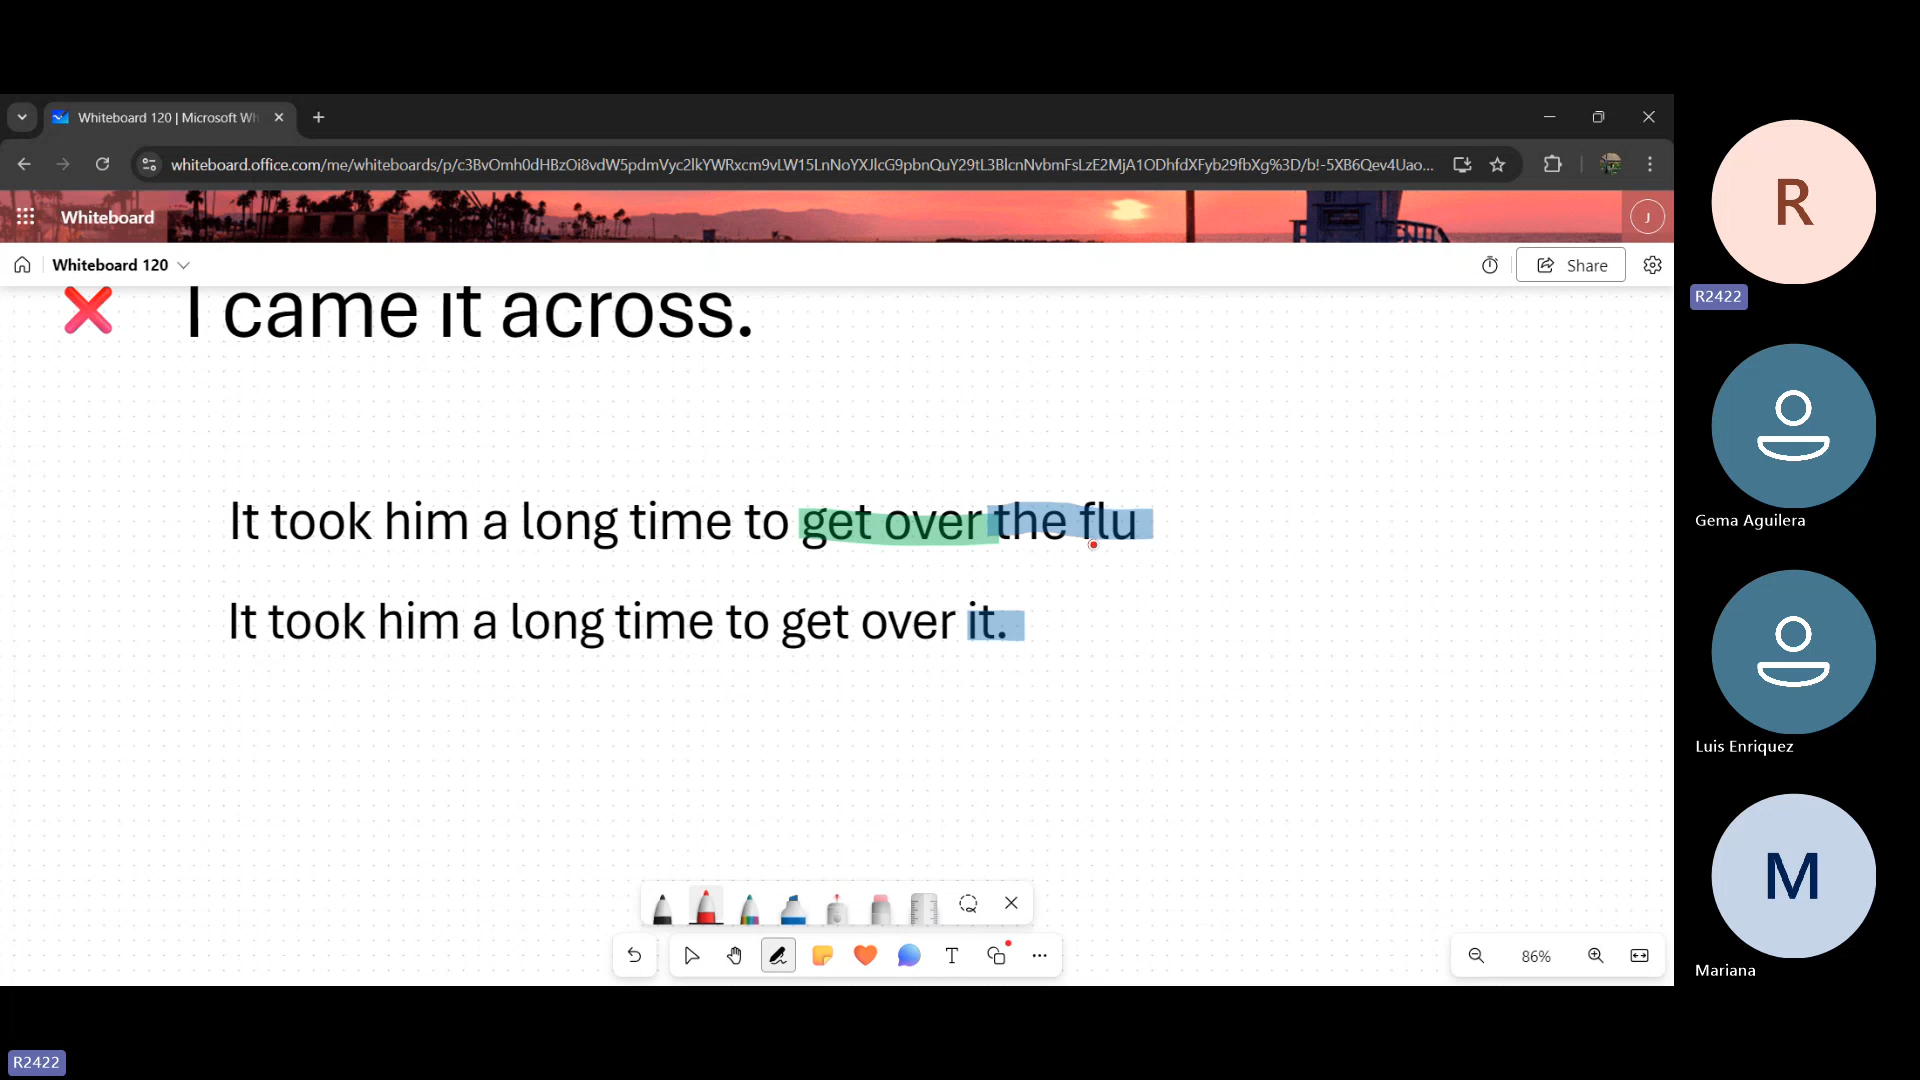 Whiteboard 120 | Microsoft Wh
whiteboard.office.com/me/whiteboards/p/c3BvOmh0dHBzOi8vdW5pdmVyc2lkYWRxcm9vLW15LnNoYXJlcG9pbnQuY29tL3BlcnNvbmFsLzE2MjA1ODhfdXFyb29fbXg%3D/b!-5XB6Qev4Uao...
Whiteboard
J
Whiteboard 120
Share
I came it across.
It took him a long time to get over the flu
It took him a long time to get over it.
86%
R
R2422
Gema Aguilera
Luis Enriquez
M
Mariana
R2422